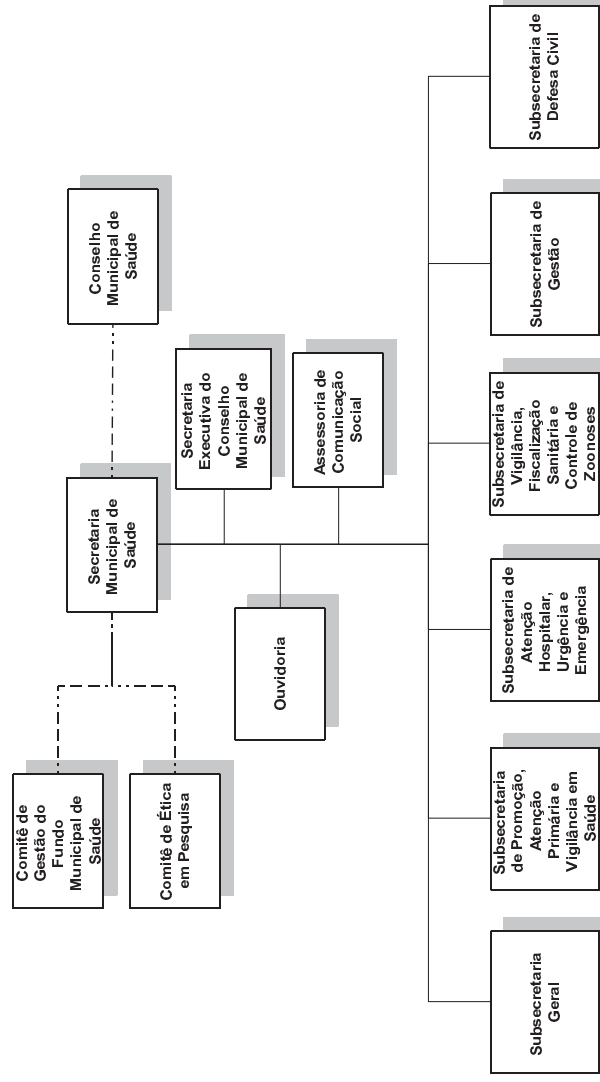 Comitê de
Gestão do
Fundo
Municipal de
Saúde
Comitê de Ética
em Pesquisa
Secretaria
Municipal de
Saúde
Conselho
Municipal de
Saúde
Secretaria
Executiva do
Conselho
Municipal de
Saúde
Ouvidoria
Assessoria de
Comunicação
Social
Subsecretaria
Geral
Subsecretaria
de Promoção,
Atenção
Primária e
Vigilância em
Saúde
Subsecretaria de
Atenção
Hospitalar,
Urgência e
Emergência
Subsecretaria de
Vigilância,
Fiscalização
Sanitária e
Controle de
Zoonoses
Subsecretaria de
Gestão
Subsecretaria de
Defesa Civil